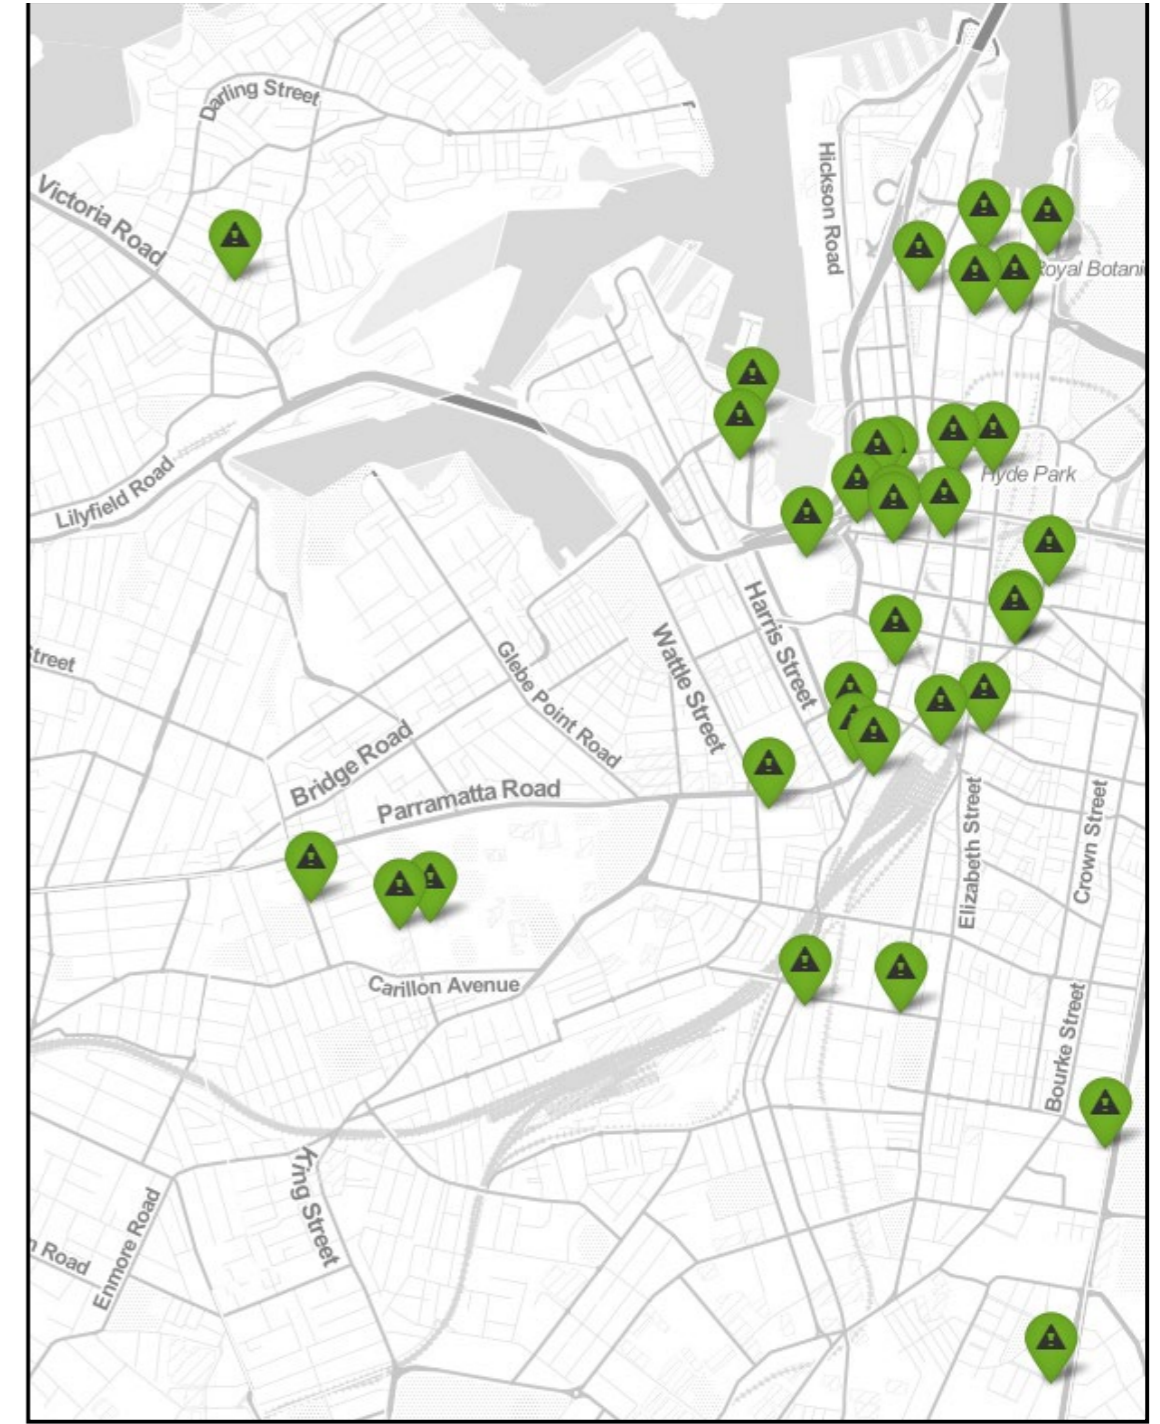 Darling Street
Victoria Road
Hickson Road
Royal Botani
Lilyfield Road
Hyde Park
Harris Street
Wattle Street
Glebe Point Road
Street
Bridge Road
Parramatta Road
Elizabeth Street
Crown Street
Carillon Avenue
Bourke Street
King Street
Enmore Road
n Road